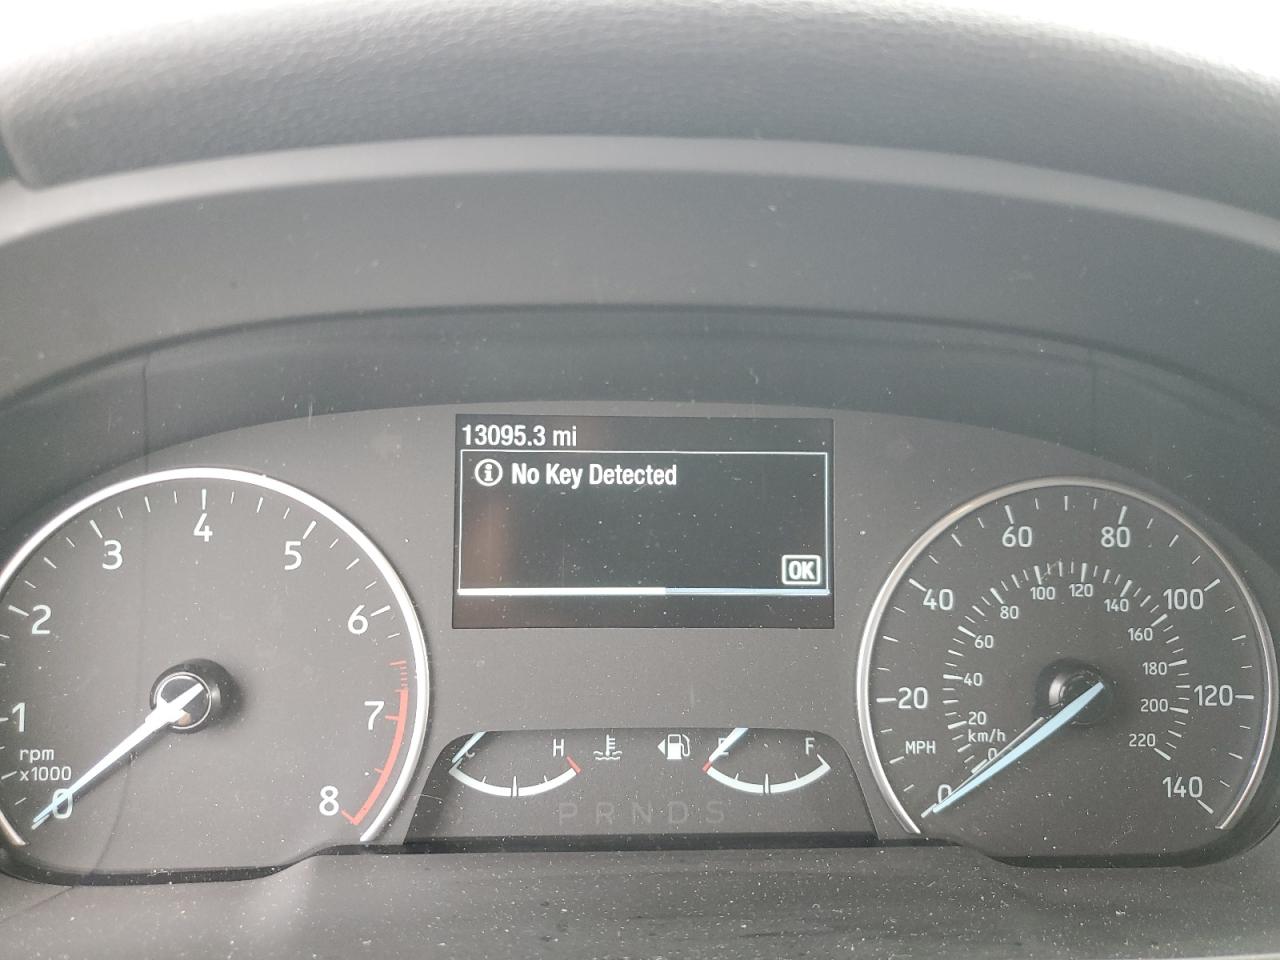 13095.3 mi
i No Key Detected
OK
0 1 2 3 4 5 6 7 8
rpm
x1000
C H
E F
P R N D S
0 20 40 60 80 100 120 140
MPH
0 20 40 60 80 100 120 140 160 180 200 220
km/h